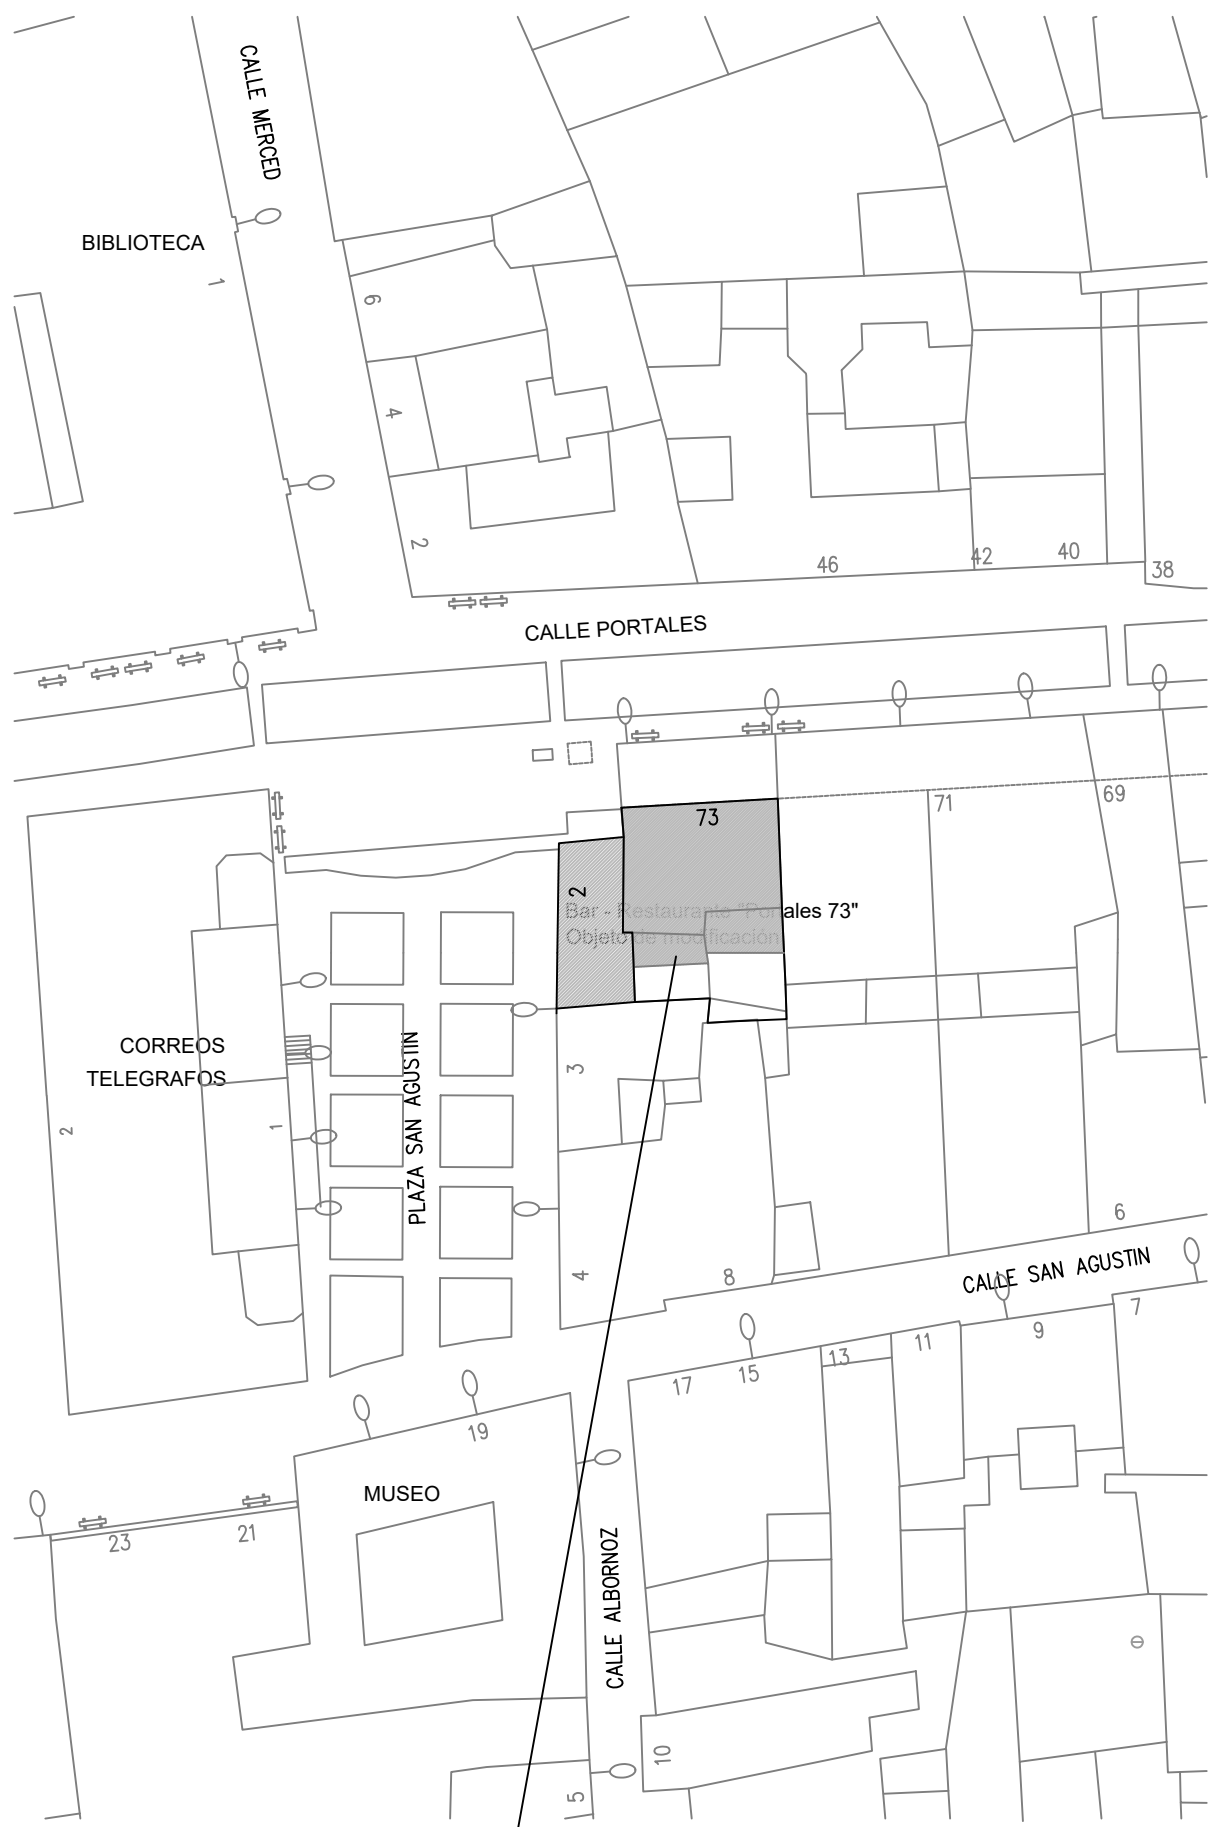 CALLE MERCED
BIBLIOTECA
1
6
4
2
46
42
40
38
CALLE PORTALES
73
71
69
2
Bar - Restaurante "Portales 73"
Objeto de modificación
CORREOS
TELEGRAFOS
2
1
PLAZA SAN AGUSTIN
3
4
8
6
CALLE SAN AGUSTIN
7
9
11
13
15
17
19
MUSEO
21
23
CALLE ALBORNOZ
10
5